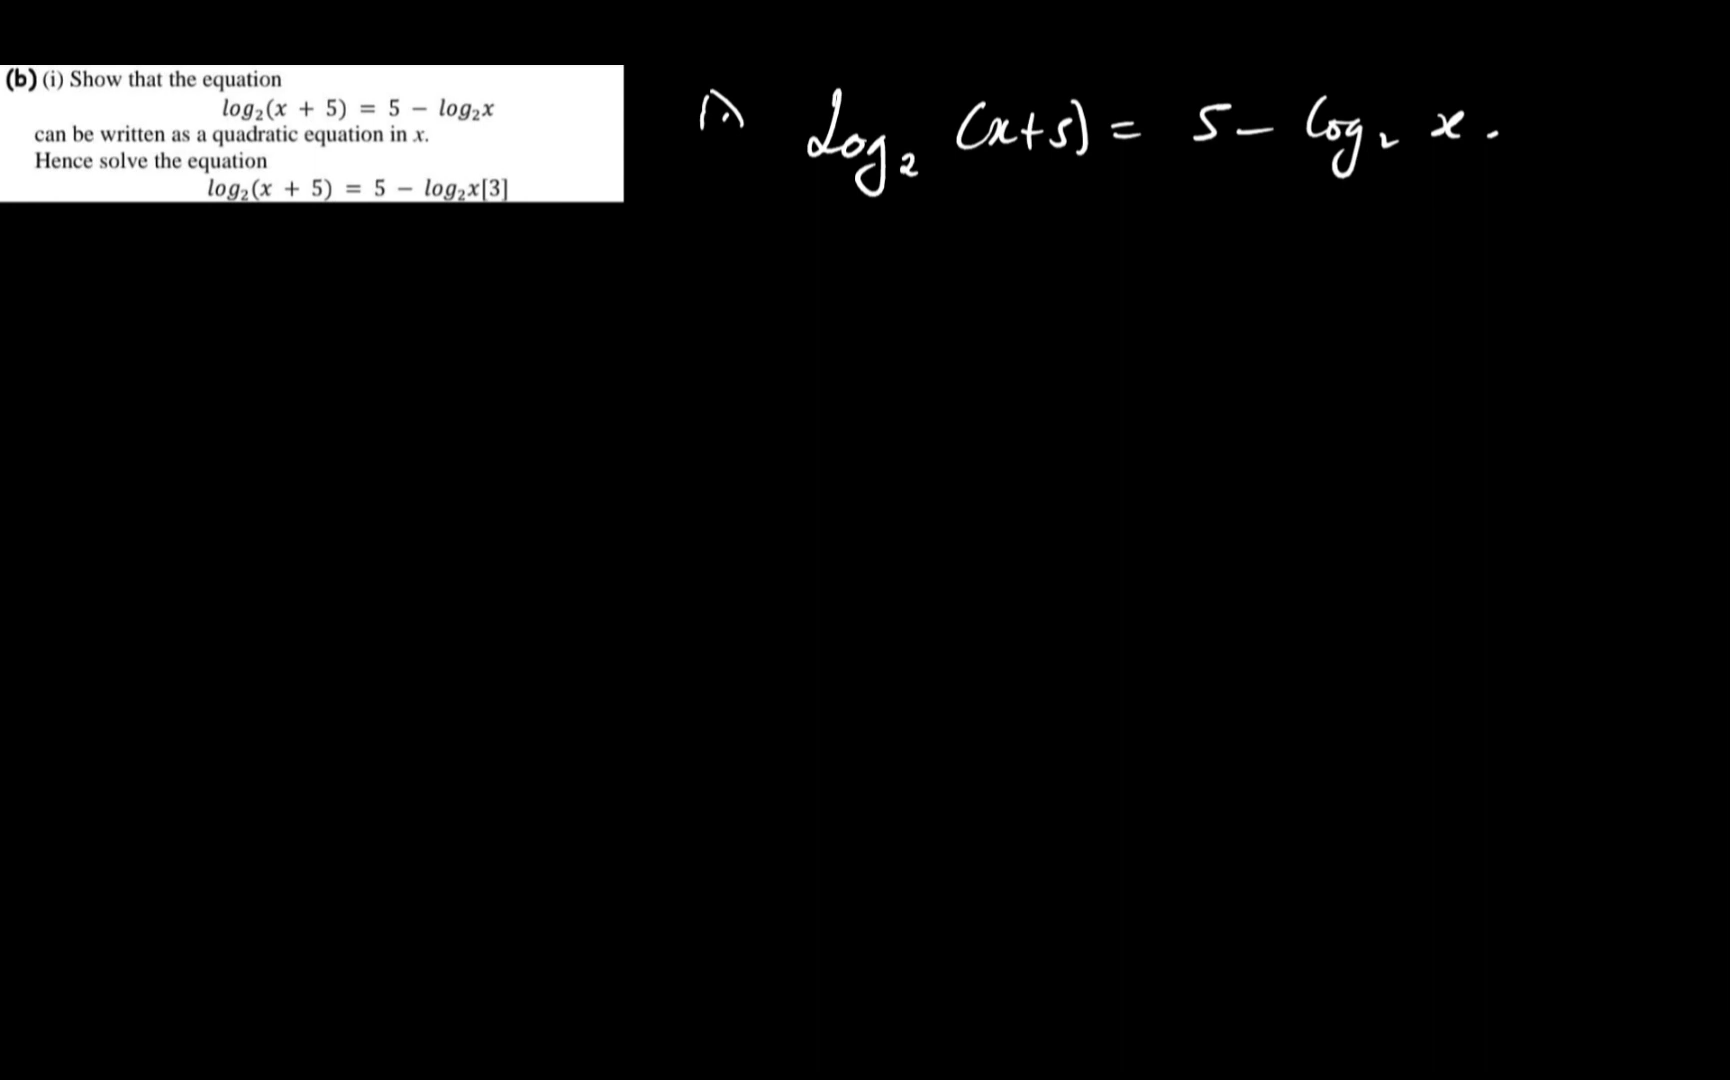 (b) (i) Show that the equation
log₂(x + 5) = 5 − log₂x
can be written as a quadratic equation in x.
Hence solve the equation
log₂(x + 5) = 5 − log₂x[3]
i) Log₂ (x+5) = 5 − log₂ x.